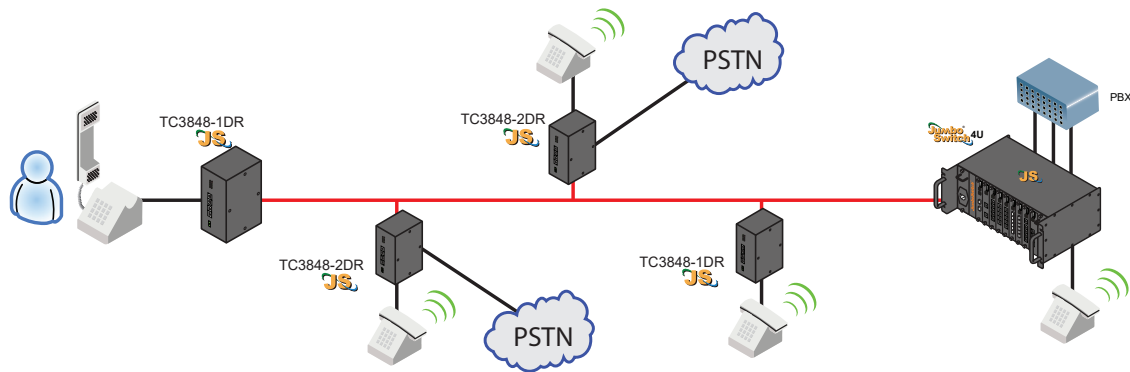 TC3848-1DR
JS
TC3848-2DR
JS
PSTN
PBX
Jumbo
Switch 4U
JS
TC3848-2DR
JS
PSTN
TC3848-1DR
JS